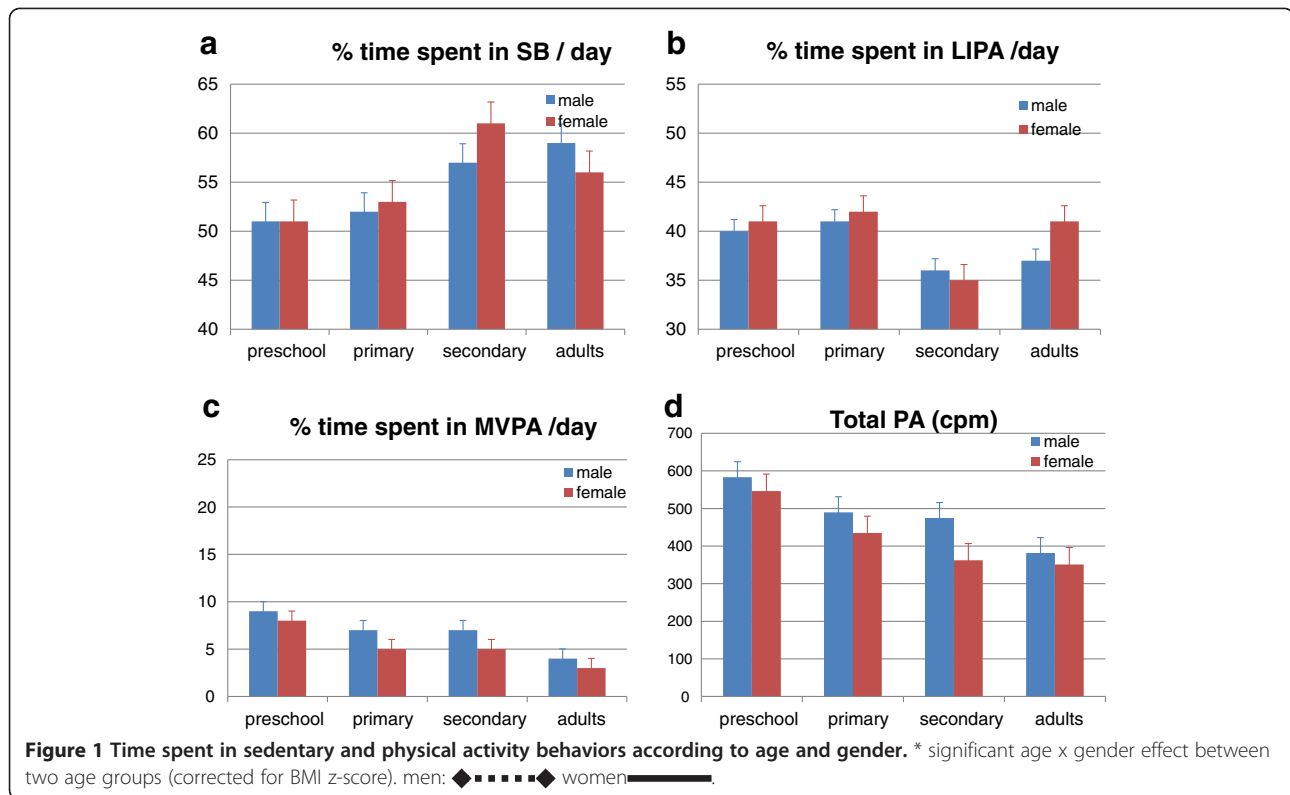 a
% time spent in SB / day
65
60
55
50
45
40
male
female
preschool primary secondary adults
b
% time spent in LIPA /day
55
50
45
40
35
30
male
female
preschool primary secondary adults
c
% time spent in MVPA /day
25
20
15
10
5
0
male
female
preschool primary secondary adults
d
Total PA (cpm)
700
600
500
400
300
200
100
0
male
female
preschool primary secondary adults
Figure 1 Time spent in sedentary and physical activity behaviors according to age and gender. * significant age x gender effect between
two age groups (corrected for BMI z-score). men: women